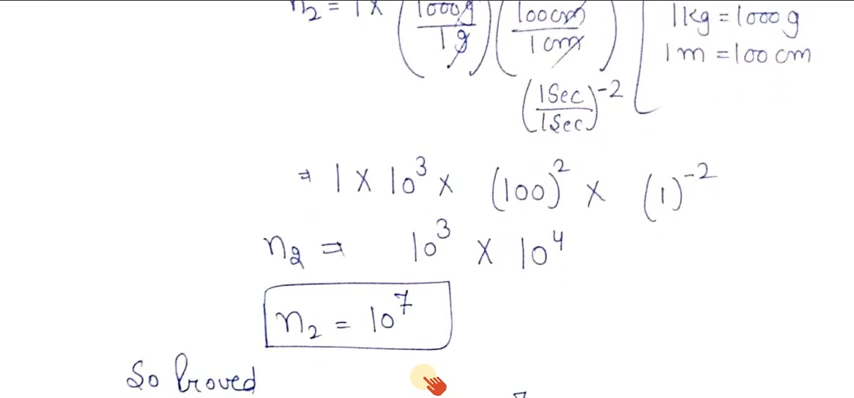 n₂ = 1 × (1000g/1g) (100cm/1cm) 1kg = 1000 g
1 m = 100 cm
(1Sec/1Sec)⁻²
= 1 × 10³ × (100)² × (1)⁻²
n₂ = 10³ × 10⁴
n₂ = 10⁷
So Proved